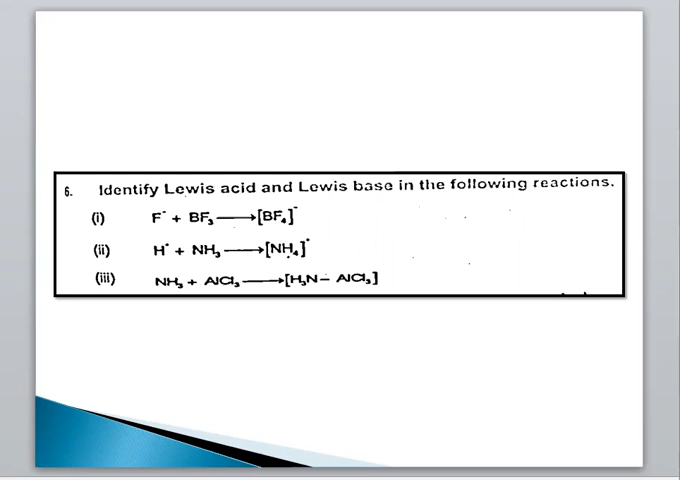 6. Identify Lewis acid and Lewis base in the following reactions.
(i) F⁻ + BF₃ ⟶ [BF₄]⁻
(ii) H⁺ + NH₃ ⟶ [NH₄]⁺
(iii) NH₃ + AlCl₃ ⟶ [H₃N – AlCl₃]